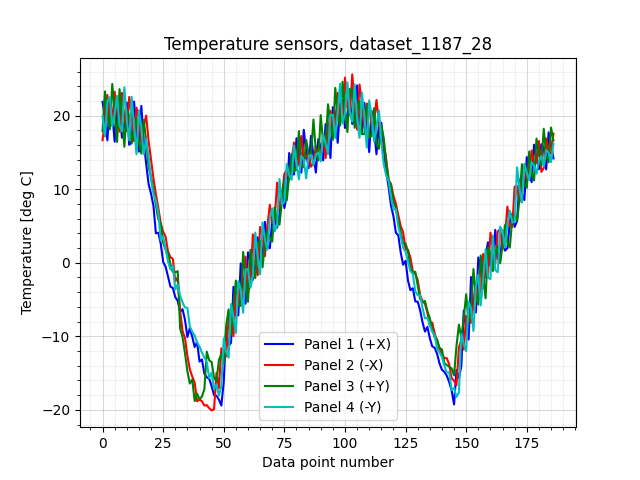 Temperature sensors, dataset_1187_28
Temperature [deg C]
20
10
0
−10
−20
Panel 1 (+X)
Panel 2 (-X)
Panel 3 (+Y)
Panel 4 (-Y)
0 25 50 75 100 125 150 175
Data point number